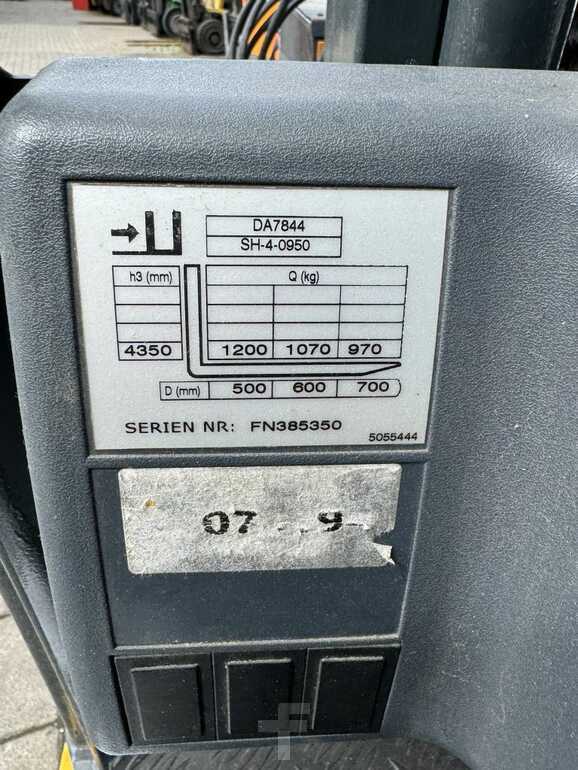 DA7844
SH-4-0950
h3 (mm) Q (kg)
4350 1200 1070 970
D (mm) 500 600 700
SERIEN NR: FN385350
5055444
07 9